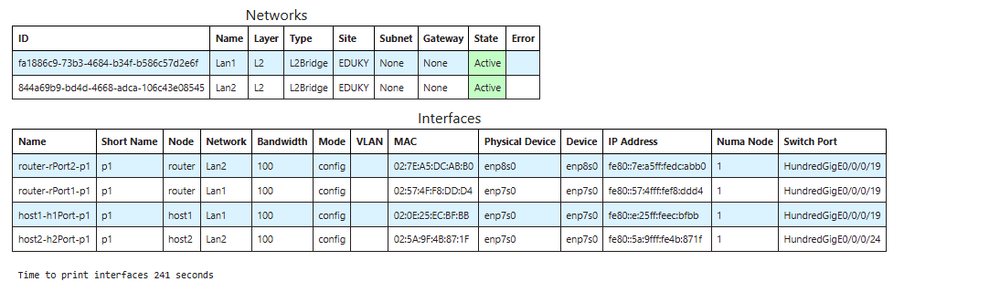 Networks
ID Name Layer Type Site Subnet Gateway State Error
fa1886c9-73b3-4684-b34f-b586c57d2e6f Lan1 L2 L2Bridge EDUKY None None Active
844a69b9-bd4d-4668-adca-106c43e08545 Lan2 L2 L2Bridge EDUKY None None Active
Interfaces
Name Short Name Node Network Bandwidth Mode VLAN MAC Physical Device Device IP Address Numa Node Switch Port
router-rPort2-p1 p1 router Lan2 100 config 02:7E:A5:DC:AB:B0 enp8s0 enp8s0 fe80::7e:a5ff:fedc:abb0 1 HundredGigE0/0/0/19
router-rPort1-p1 p1 router Lan1 100 config 02:57:4F:F8:DD:D4 enp7s0 enp7s0 fe80::57:4fff:fef8:ddd4 1 HundredGigE0/0/0/19
host1-h1Port-p1 p1 host1 Lan1 100 config 02:0E:25:EC:BF:BB enp7s0 enp7s0 fe80::e:25ff:feec:bfbb 1 HundredGigE0/0/0/19
host2-h2Port-p1 p1 host2 Lan2 100 config 02:5A:9F:4B:87:1F enp7s0 enp7s0 fe80::5a:9fff:fe4b:871f 1 HundredGigE0/0/0/24
Time to print interfaces 241 seconds